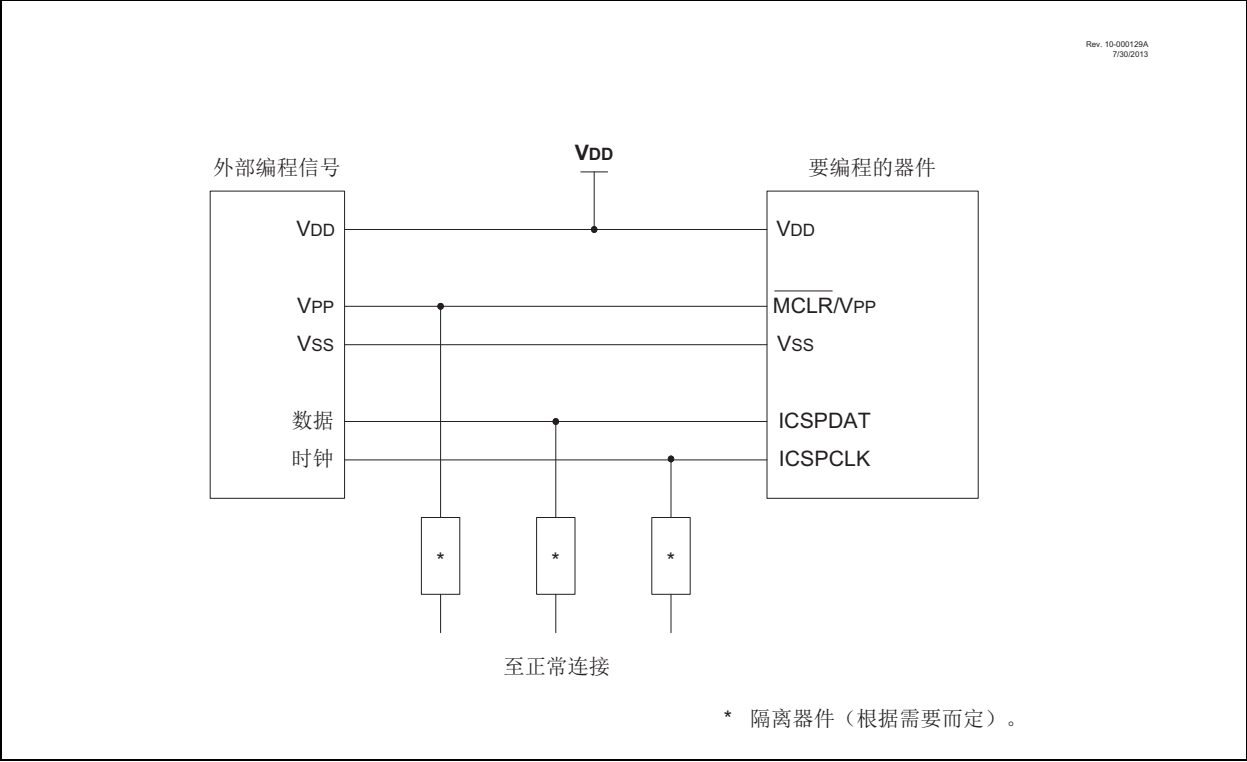 Rev. 10-000129A
7/30/2013
VDD
外部编程信号
要编程的器件
VDD
VDD
VPP
MCLR/VPP
VSS
VSS
数据
ICSPDAT
时钟
ICSPCLK
* * *
至正常连接
* 隔离器件（根据需要而定）。